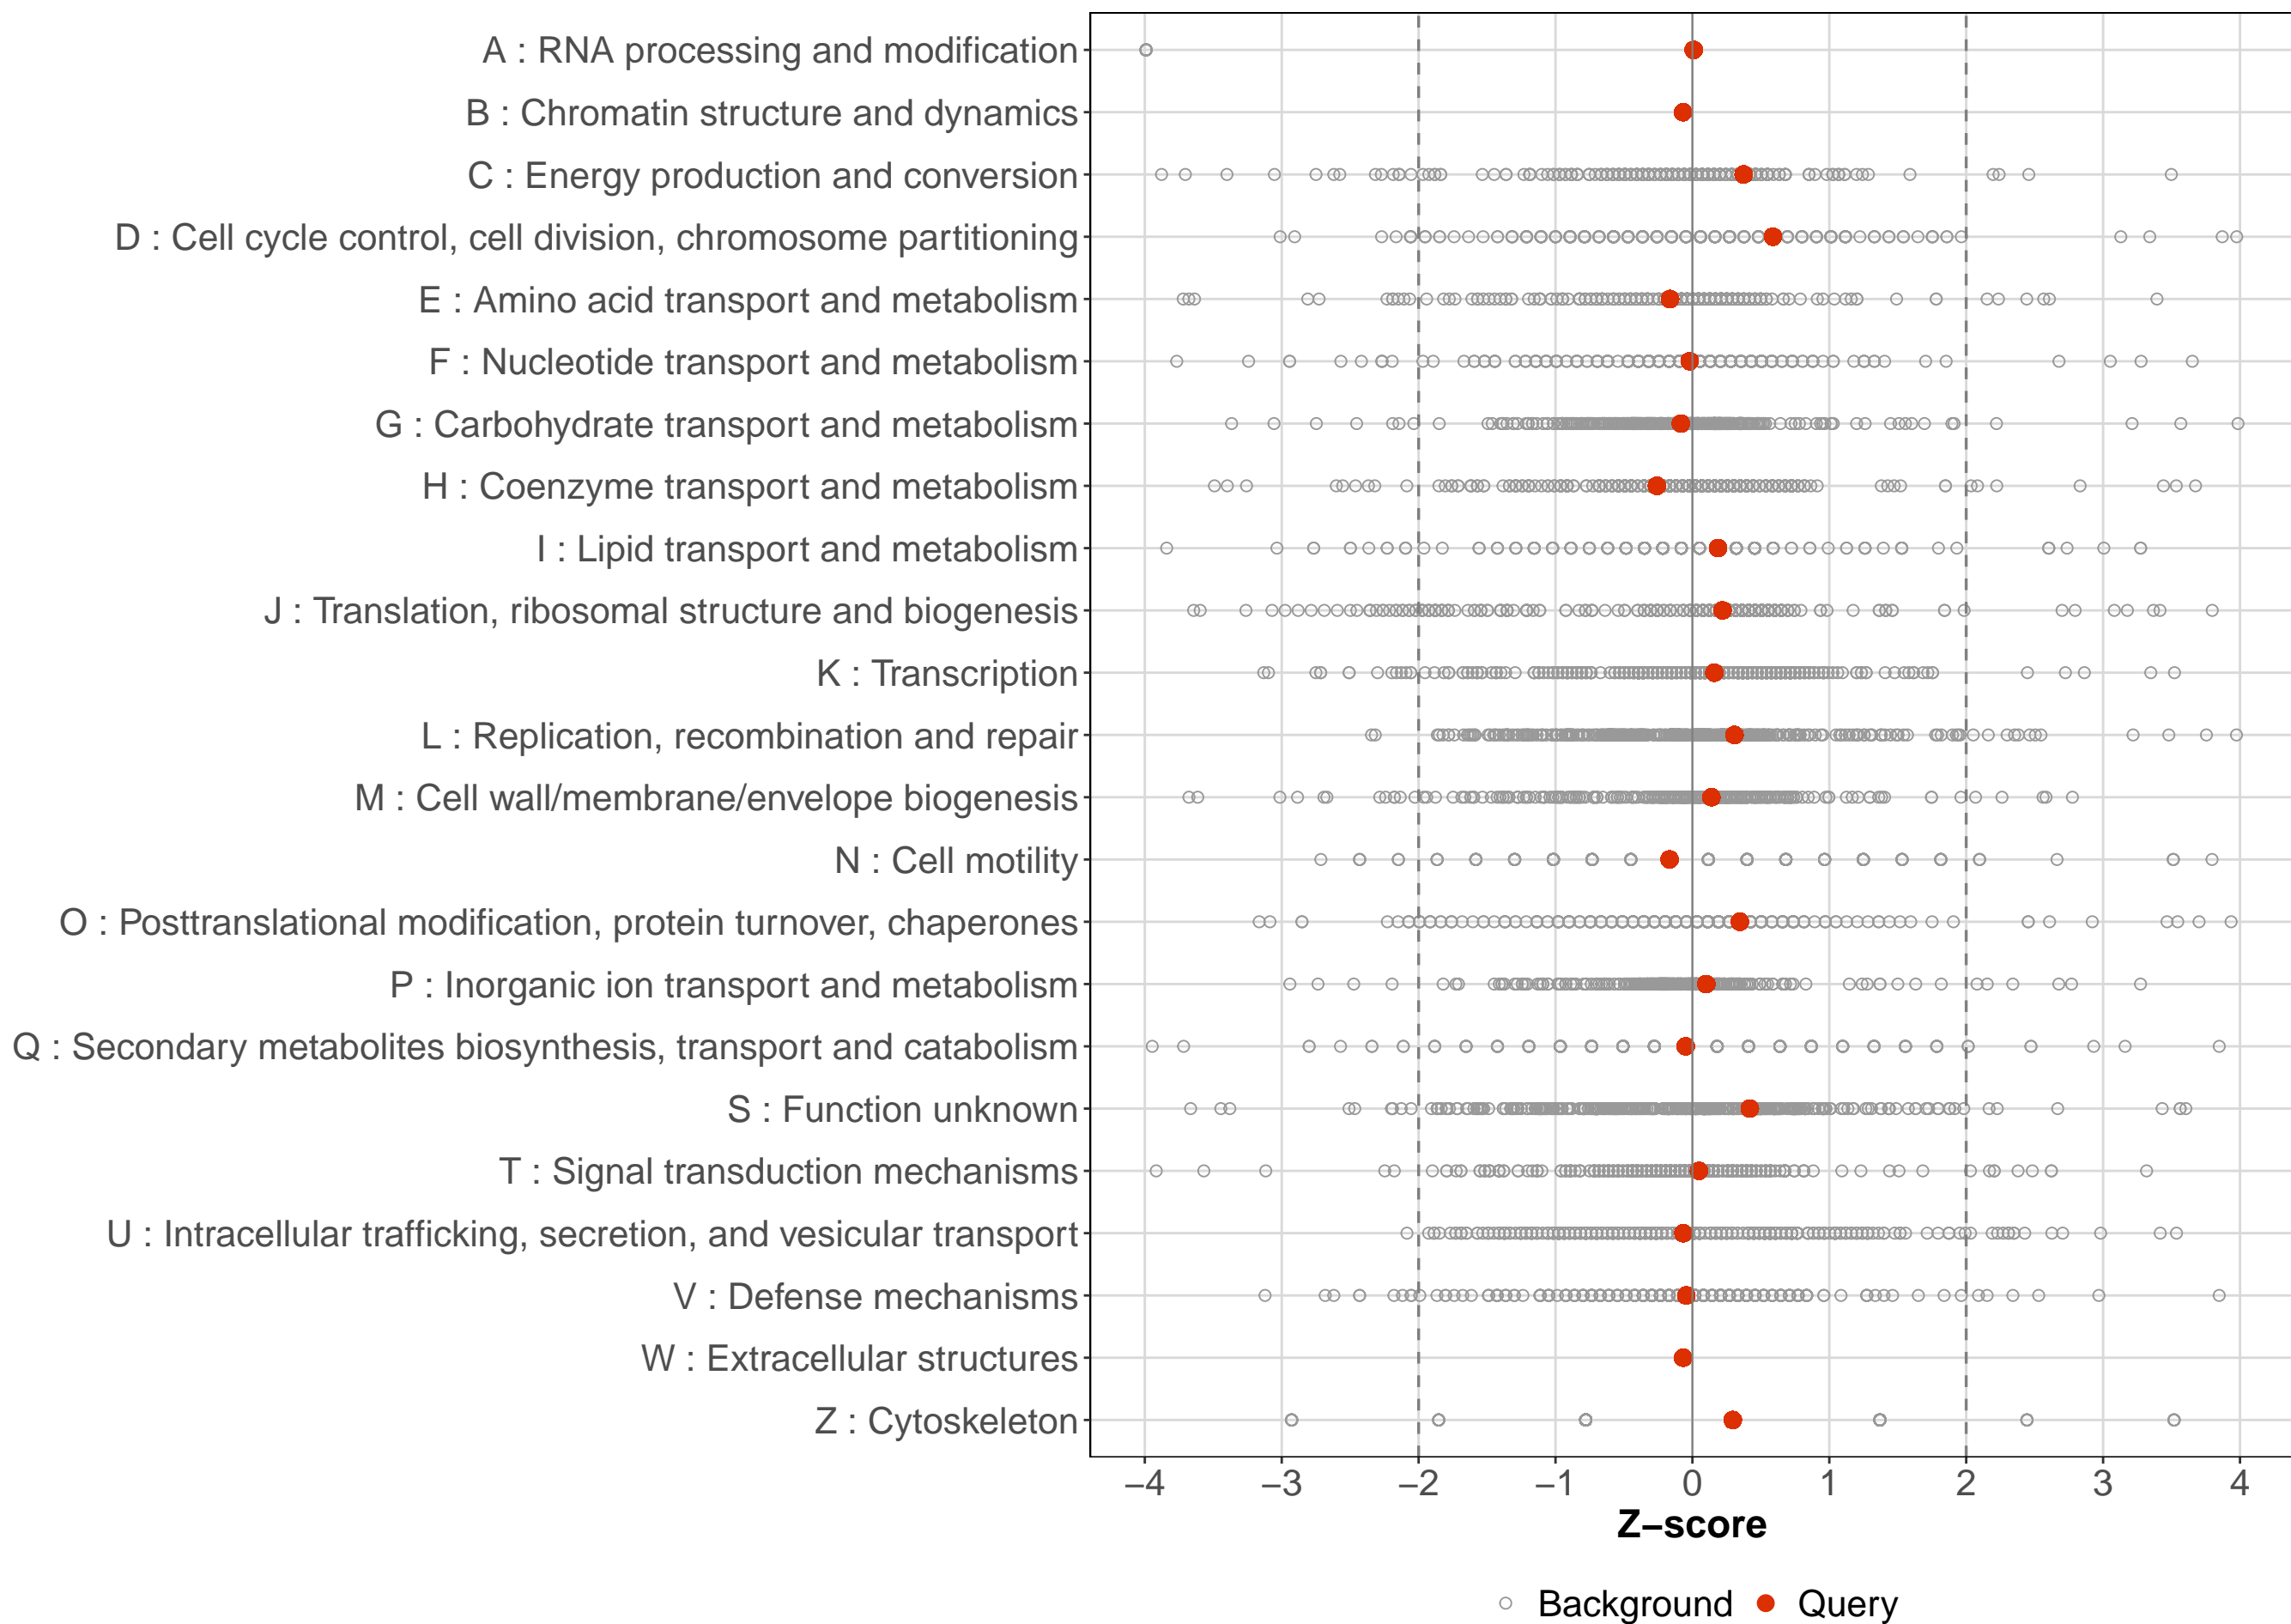 A : RNA processing and modification
B : Chromatin structure and dynamics
C : Energy production and conversion
D : Cell cycle control, cell division, chromosome partitioning
E : Amino acid transport and metabolism
F : Nucleotide transport and metabolism
G : Carbohydrate transport and metabolism
H : Coenzyme transport and metabolism
I : Lipid transport and metabolism
J : Translation, ribosomal structure and biogenesis
K : Transcription
L : Replication, recombination and repair
M : Cell wall/membrane/envelope biogenesis
N : Cell motility
O : Posttranslational modification, protein turnover, chaperones
P : Inorganic ion transport and metabolism
Q : Secondary metabolites biosynthesis, transport and catabolism
S : Function unknown
T : Signal transduction mechanisms
U : Intracellular trafficking, secretion, and vesicular transport
V : Defense mechanisms
W : Extracellular structures
Z : Cytoskeleton
−4 −3 −2 −1 0 1 2 3 4
Z−score
Background Query